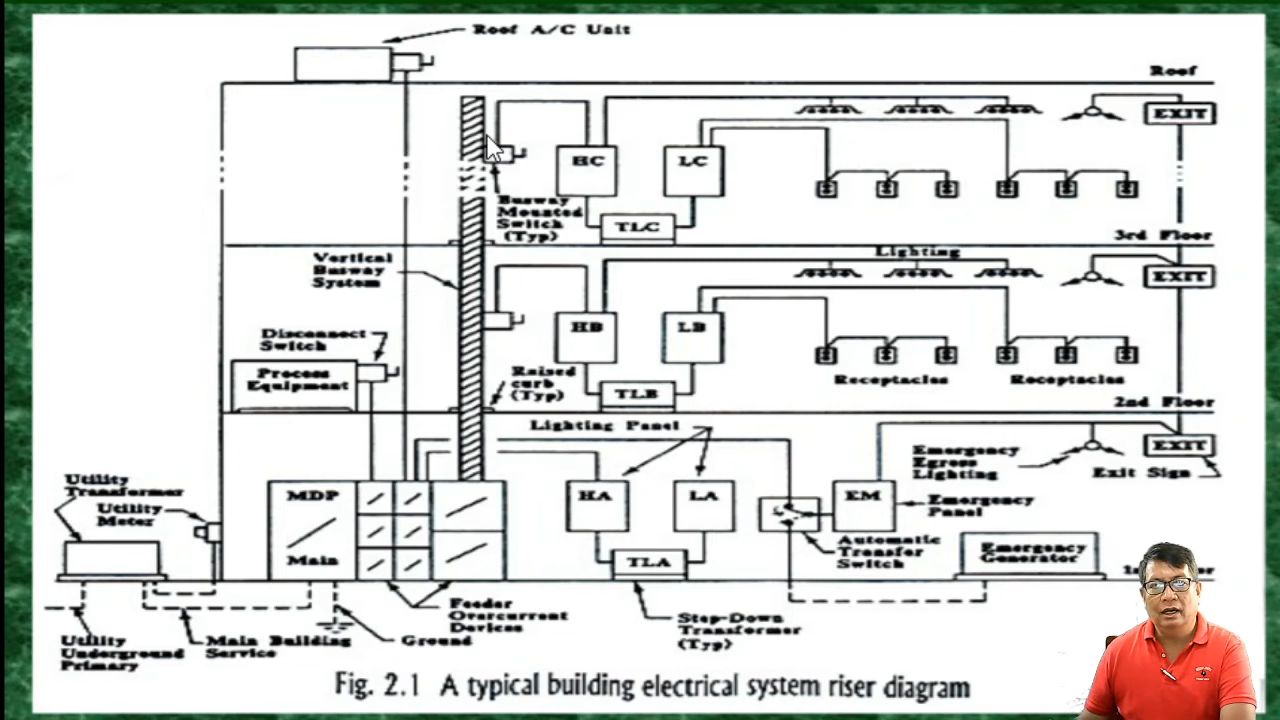 Roof A/C Unit
Roof
EXIT
HC
LC
Busway
Mounted
Switch
(Typ)
TLC
3rd Floor
Vertical
Busway
System
Lighting
EXIT
HB
LB
Disconnect
Switch
Process
Equipment
Raised
curb
(Typ)
TLB
Receptacles
Receptacles
2nd Floor
Lighting Panel
Emergency
Egress
Lighting
EXIT
Exit Sign
Utility
Transformer
Utility
Meter
MDP
Main
HA
LA
EM
Emergency
Panel
Automatic
Transfer
Switch
Emergency
Generator
TLA
Feeder
Overcurrent
Devices
Ground
Step-Down
Transformer
(Typ)
Utility
Underground
Primary
Main Building
Service
Fig. 2.1 A typical building electrical system riser diagram